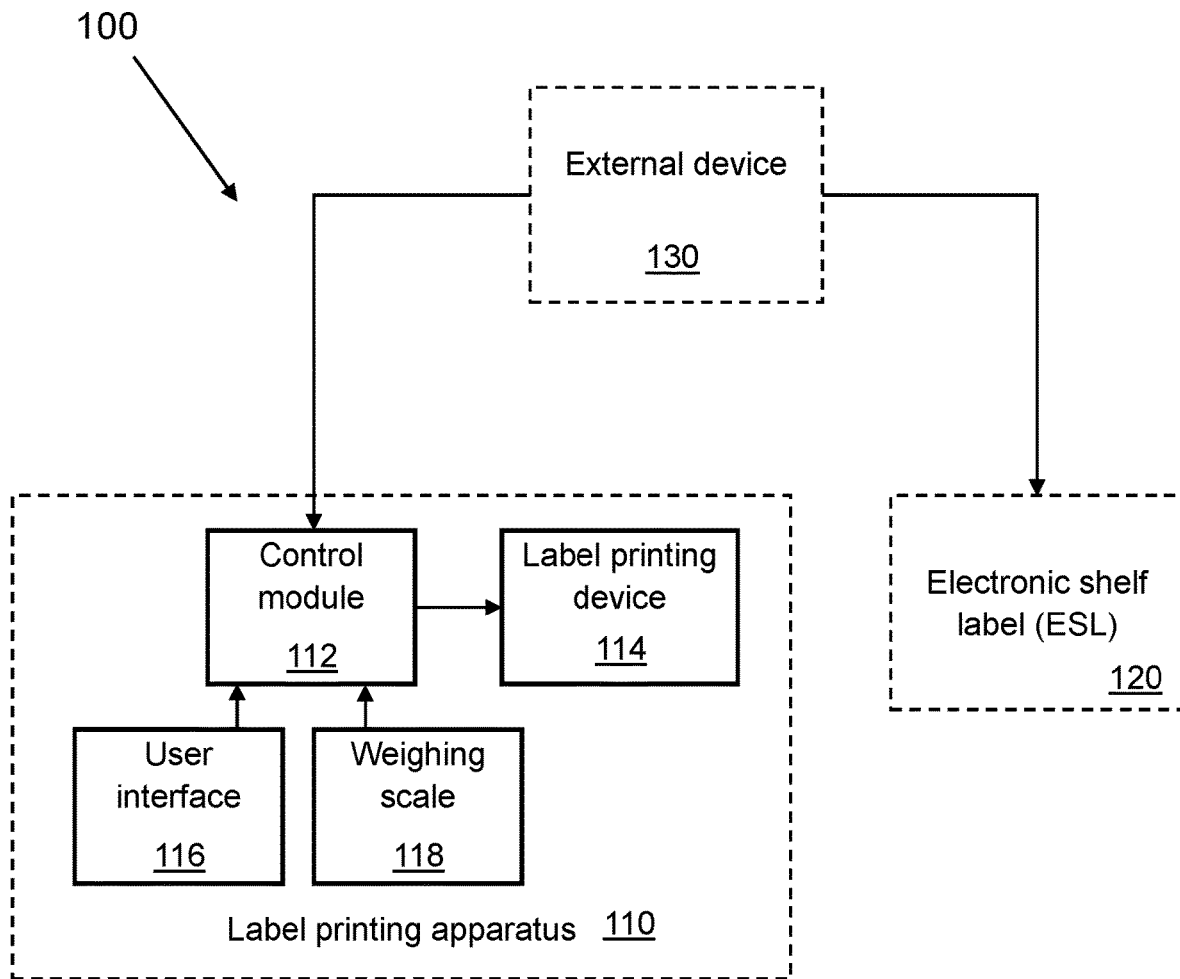 100
External device
130
Control
module
112
Label printing
device
114
Electronic shelf
label (ESL)
120
User
interface
116
Weighing
scale
118
Label printing apparatus 110